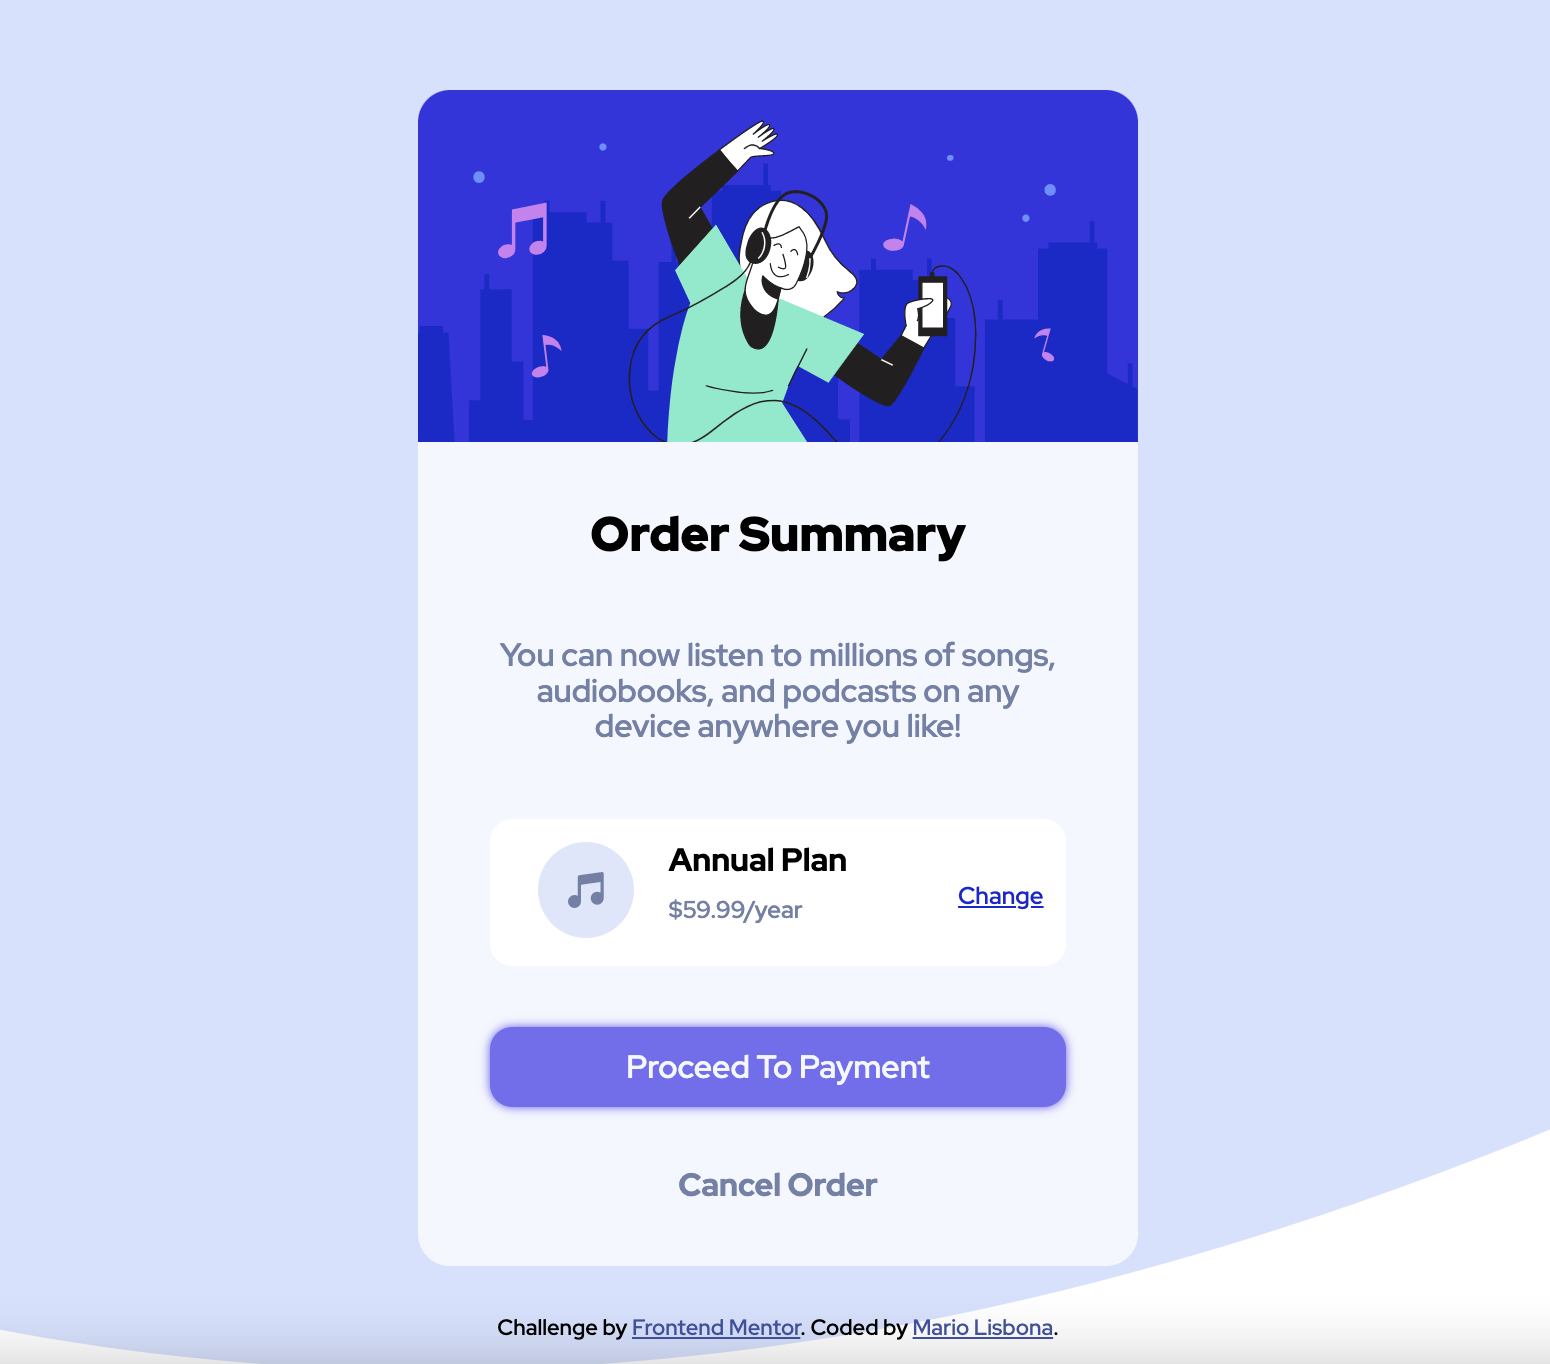 Order Summary
You can now listen to millions of songs,
audiobooks, and podcasts on any
device anywhere you like!
Annual Plan
$59.99/year
Change
Proceed To Payment
Cancel Order
Challenge by Frontend Mentor. Coded by Mario Lisbona.